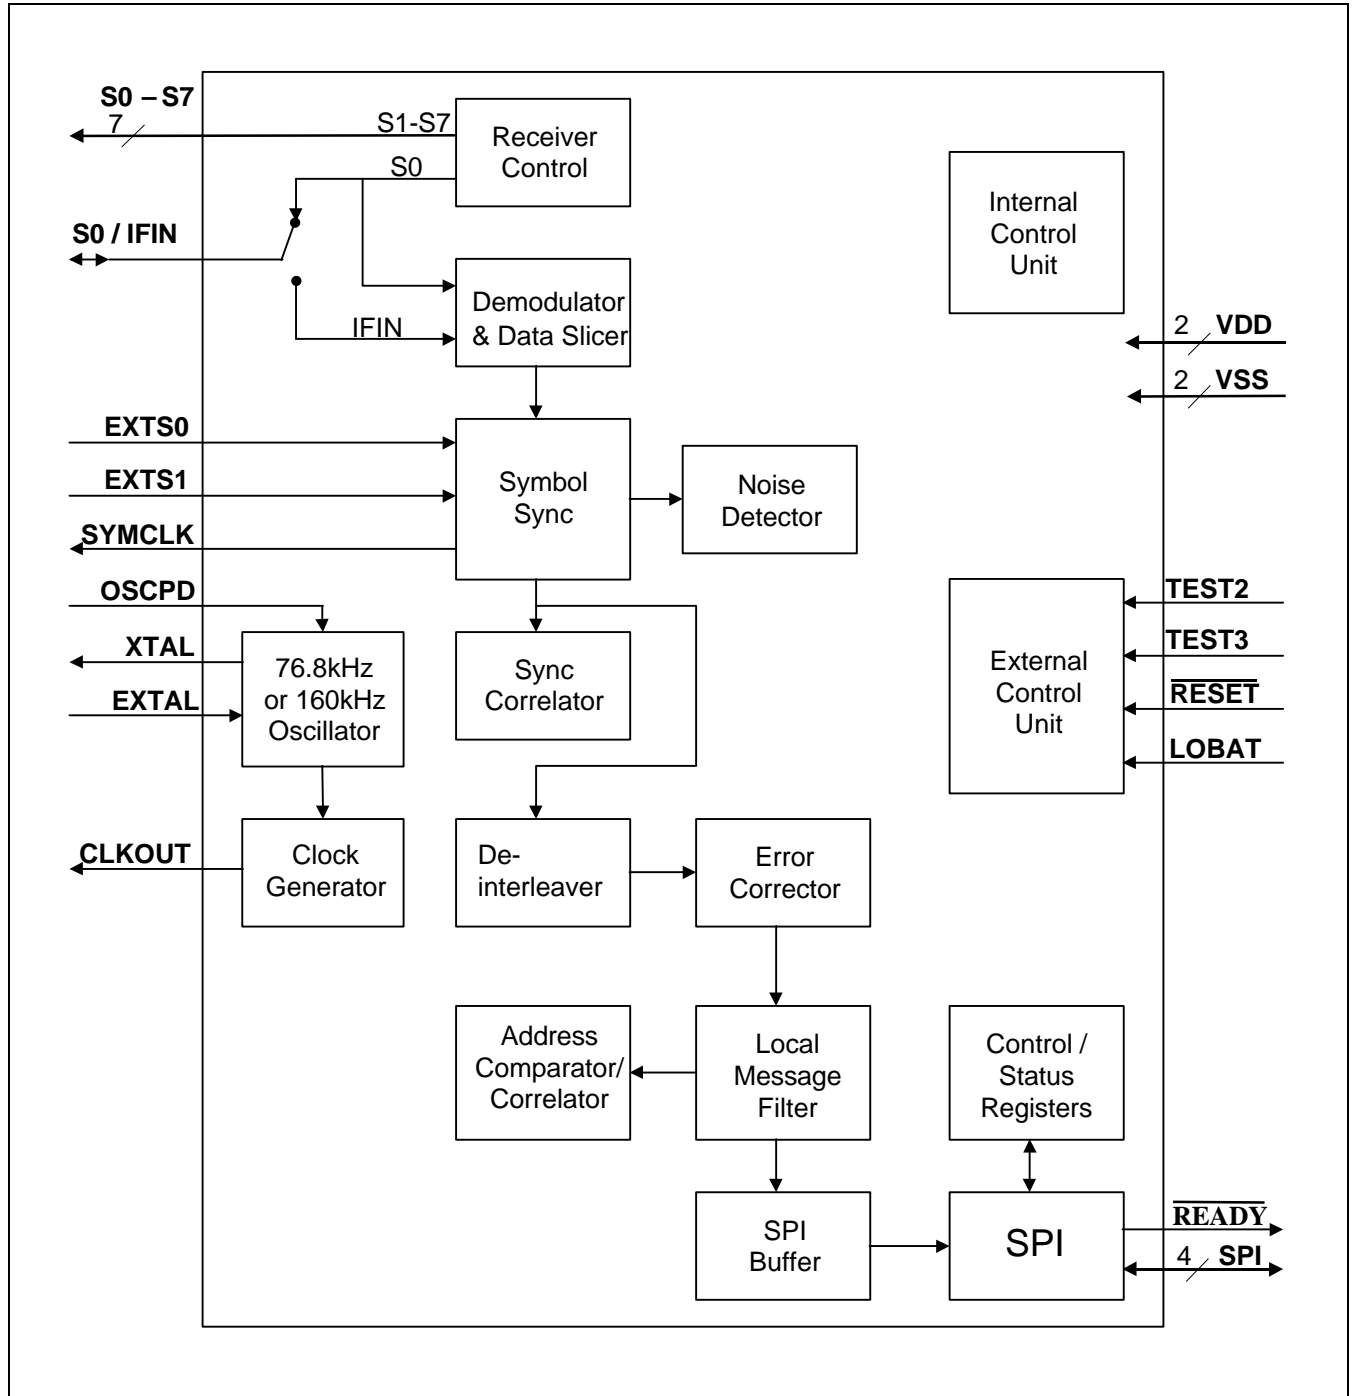 S0 – S7
7
S1-S7
Receiver
Control
S0
Internal
Control
Unit
S0 / IFIN
Demodulator
& Data Slicer
IFIN
2 VDD
2 VSS
EXTS0
EXTS1
Symbol
Sync
Noise
Detector
SYMCLK
OSCPD
TEST2
XTAL
76.8kHz
or 160kHz
Oscillator
Sync
Correlator
External
Control
Unit
TEST3
EXTAL
RESET
LOBAT
CLKOUT
Clock
Generator
De-
interleaver
Error
Corrector
Address
Comparator/
Correlator
Local
Message
Filter
Control /
Status
Registers
SPI
Buffer
SPI
READY
4 SPI